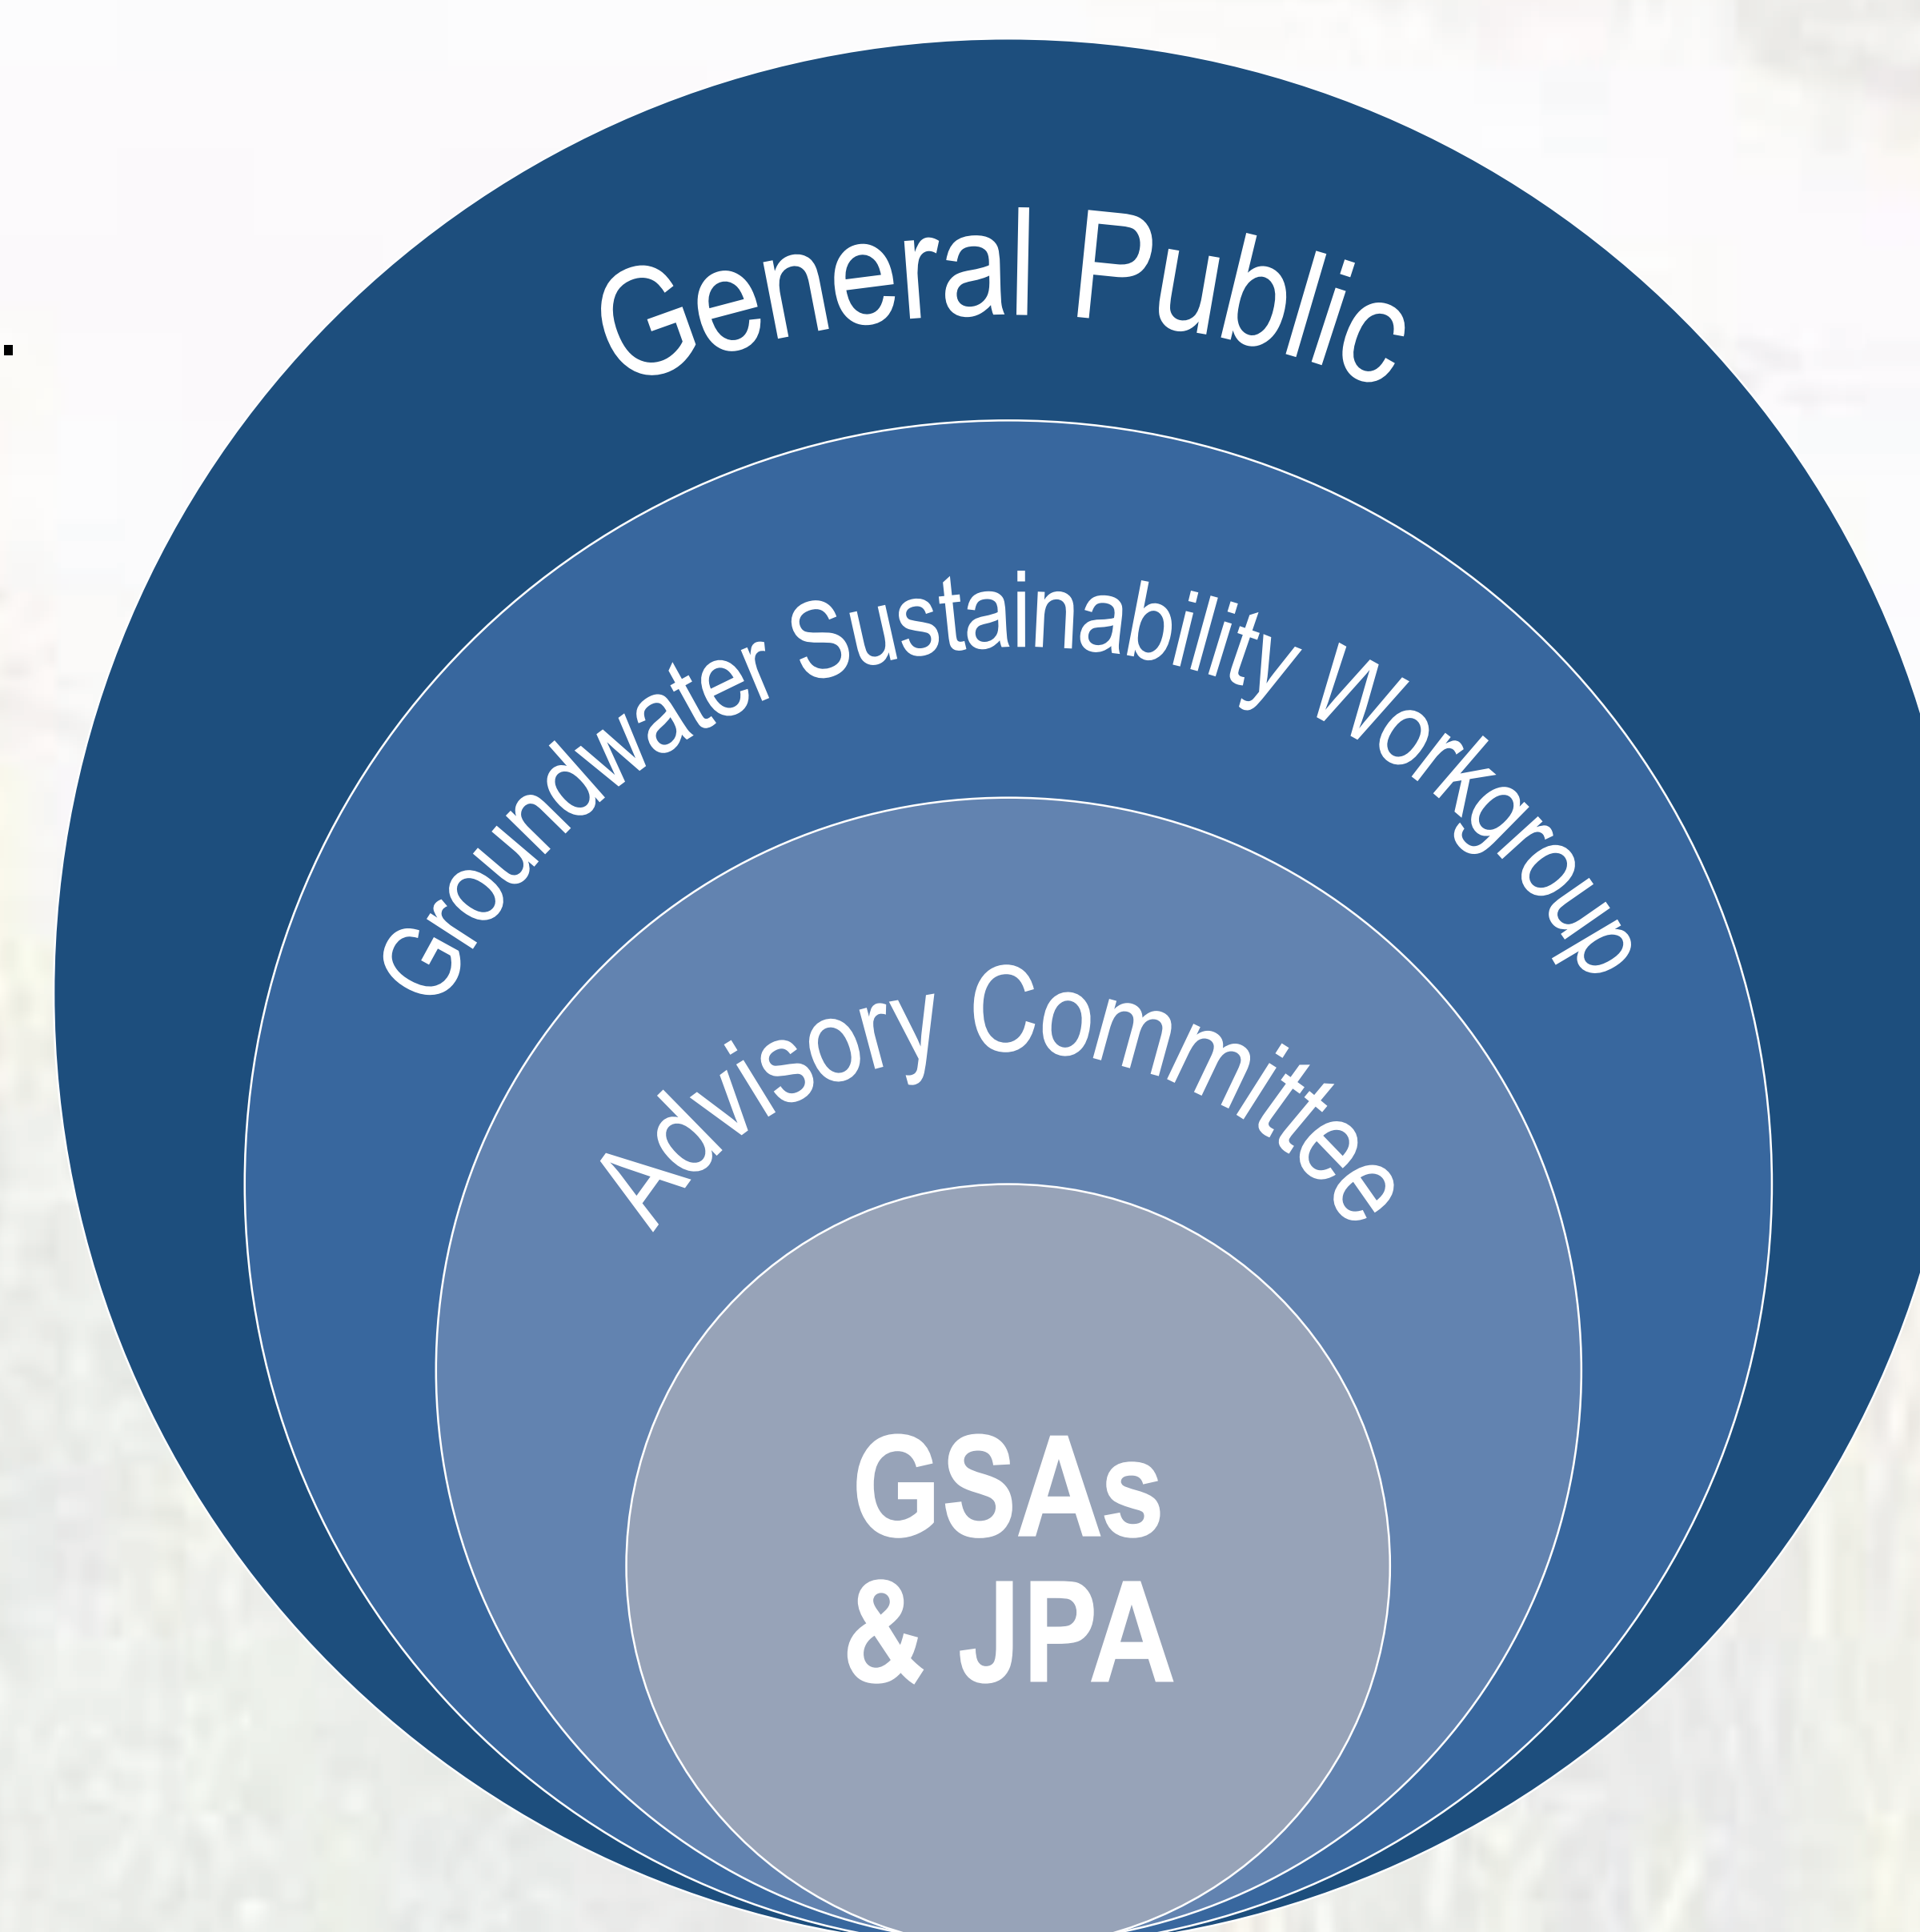 General Public
Groundwater Sustainability Workgroup
Advisory Committee
GSAs
& JPA